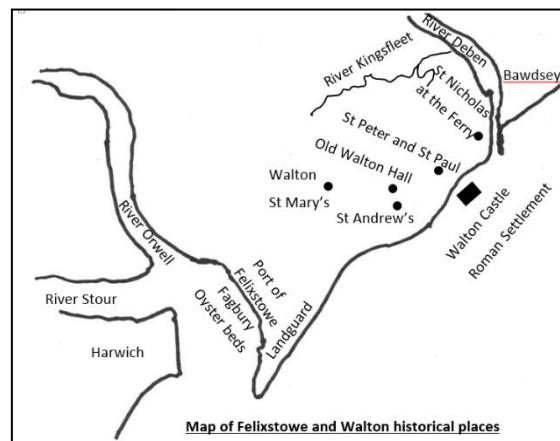 River Deben
River Kingsfleet
Bawdsey
St Nicholas
at the Ferry
St Peter and St Paul
Old Walton Hall
Walton
St Mary's
St Andrew's
Walton Castle
Roman Settlement
River Orwell
River Stour
Port of
Felixstowe
Fagbury
Oyster beds
Landguard
Harwich
Map of Felixstowe and Walton historical places